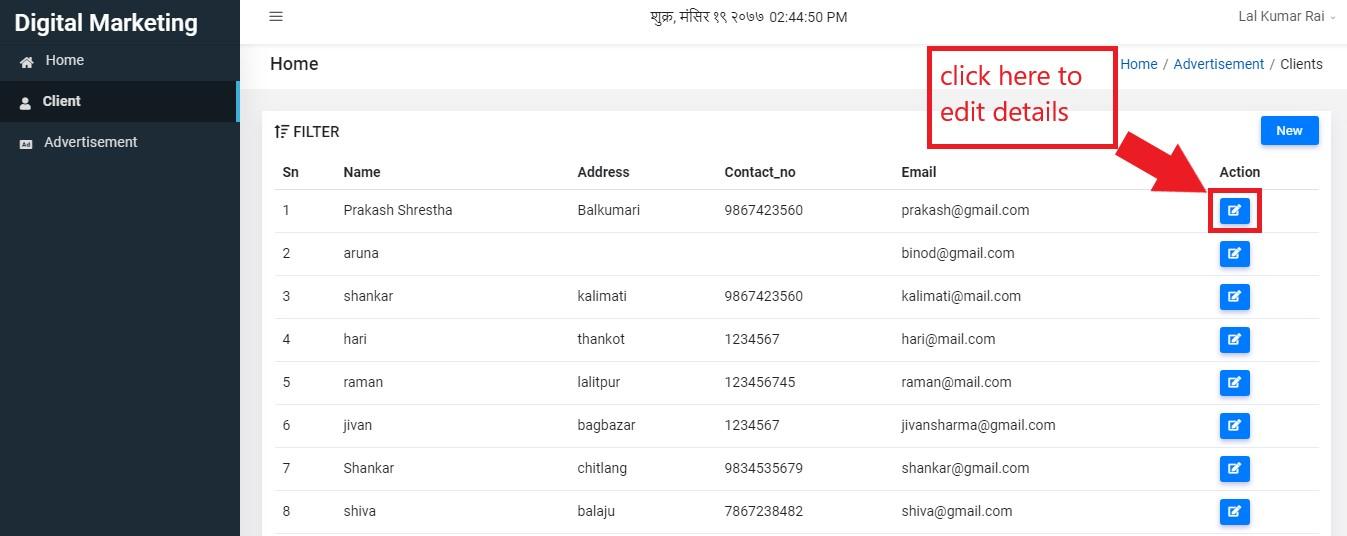 Digital Marketing
शुक्र, मंसिर १९ २०७७ 02:44:50 PM
Lal Kumar Rai
Home
Client
Advertisement
Home
Home / Advertisement / Clients
click here to
edit details
FILTER
New
Sn Name Address Contact_no Email Action
1 Prakash Shrestha Balkumari 9867423560 prakash@gmail.com
2 aruna binod@gmail.com
3 shankar kalimati 9867423560 kalimati@mail.com
4 hari thankot 1234567 hari@mail.com
5 raman lalitpur 123456745 raman@mail.com
6 jivan bagbazar 1234567 jivansharma@gmail.com
7 Shankar chitlang 9834535679 shankar@gmail.com
8 shiva balaju 7867238482 shiva@gmail.com